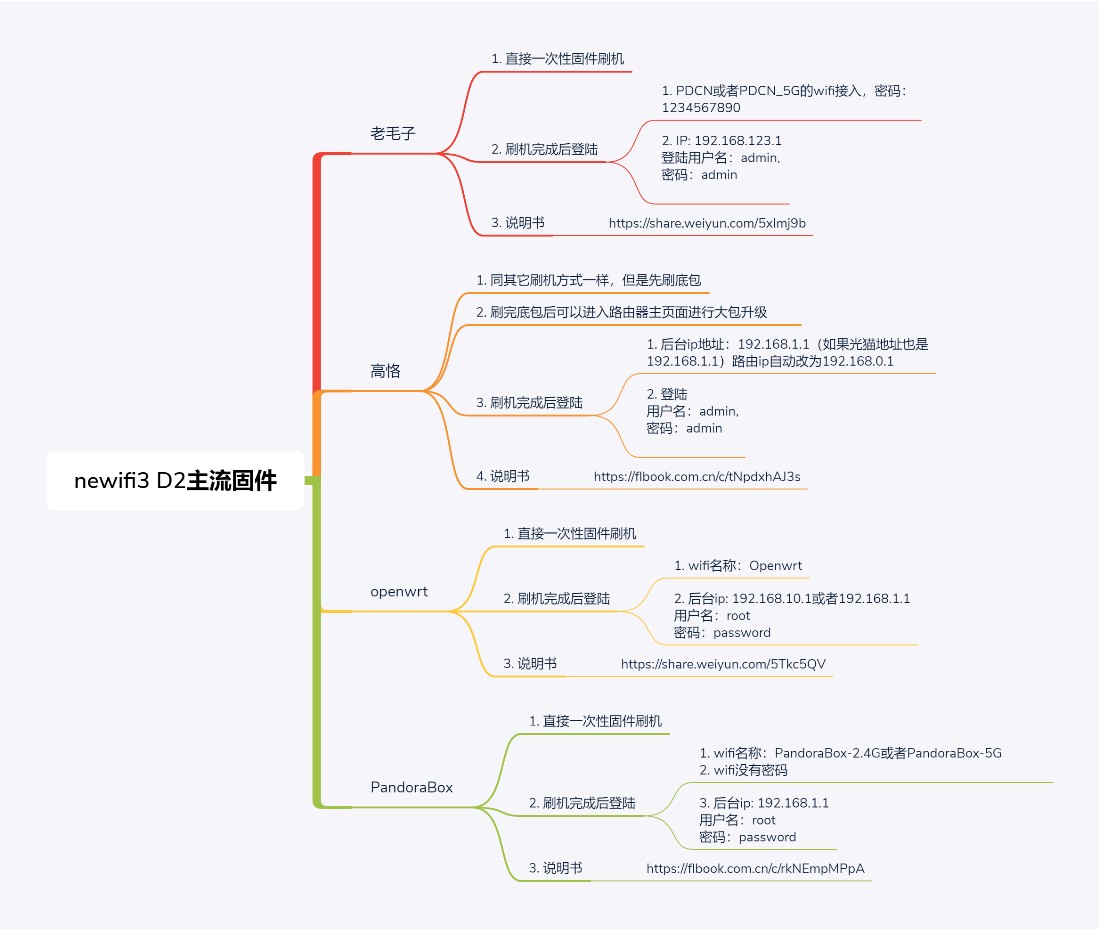 newifi3 D2主流固件
老毛子
1. 直接一次性固件刷机
2. 刷机完成后登陆
1. PDCN或者PDCN_5G的wifi接入，密码：
1234567890
2. IP: 192.168.123.1
登陆用户名：admin,
密码：admin
3. 说明书
https://share.weiyun.com/5xImj9b
高恪
1. 同其它刷机方式一样，但是先刷底包
2. 刷完底包后可以进入路由器主页面进行大包升级
3. 刷机完成后登陆
1. 后台ip地址：192.168.1.1（如果光猫地址也是
192.168.1.1）路由ip自动改为192.168.0.1
2. 登陆
用户名：admin,
密码：admin
4. 说明书
https://flbook.com.cn/c/tNpdxhAJ3s
openwrt
1. 直接一次性固件刷机
2. 刷机完成后登陆
1. wifi名称：Openwrt
2. 后台ip: 192.168.10.1或者192.168.1.1
用户名：root
密码：password
3. 说明书
https://share.weiyun.com/5Tkc5QV
PandoraBox
1. 直接一次性固件刷机
2. 刷机完成后登陆
1. wifi名称：PandoraBox-2.4G或者PandoraBox-5G
2. wifi没有密码
3. 后台ip: 192.168.1.1
用户名：root
密码：password
3. 说明书
https://flbook.com.cn/c/rkNEmpMPpA